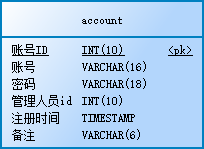 account
账号ID INT(10) <pk>
账号 VARCHAR(16)
密码 VARCHAR(18)
管理人员id INT(10)
注册时间 TIMESTAMP
备注 VARCHAR(6)